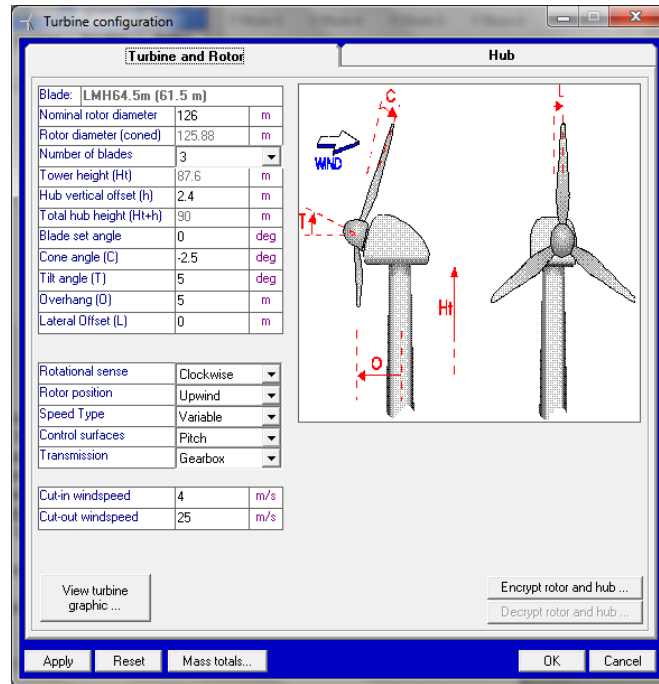 Turbine configuration
Turbine and Rotor
Hub
Blade: LMH64.5m (61.5 m)
Nominal rotor diameter 126 m
Rotor diameter (coned) 125.88 m
Number of blades 3
Tower height (Ht) 87.6 m
Hub vertical offset (h) 2.4 m
Total hub height (Ht+h) 90 m
Blade set angle 0 deg
Cone angle (C) -2.5 deg
Tilt angle (T) 5 deg
Overhang (O) 5 m
Lateral Offset (L) 0 m
Rotational sense Clockwise
Rotor position Upwind
Speed Type Variable
Control surfaces Pitch
Transmission Gearbox
Cut-in windspeed 4 m/s
Cut-out windspeed 25 m/s
C
L
WIND
T
Ht
O
View turbine
graphic ...
Encrypt rotor and hub ...
Decrypt rotor and hub ...
Apply Reset Mass totals... OK Cancel